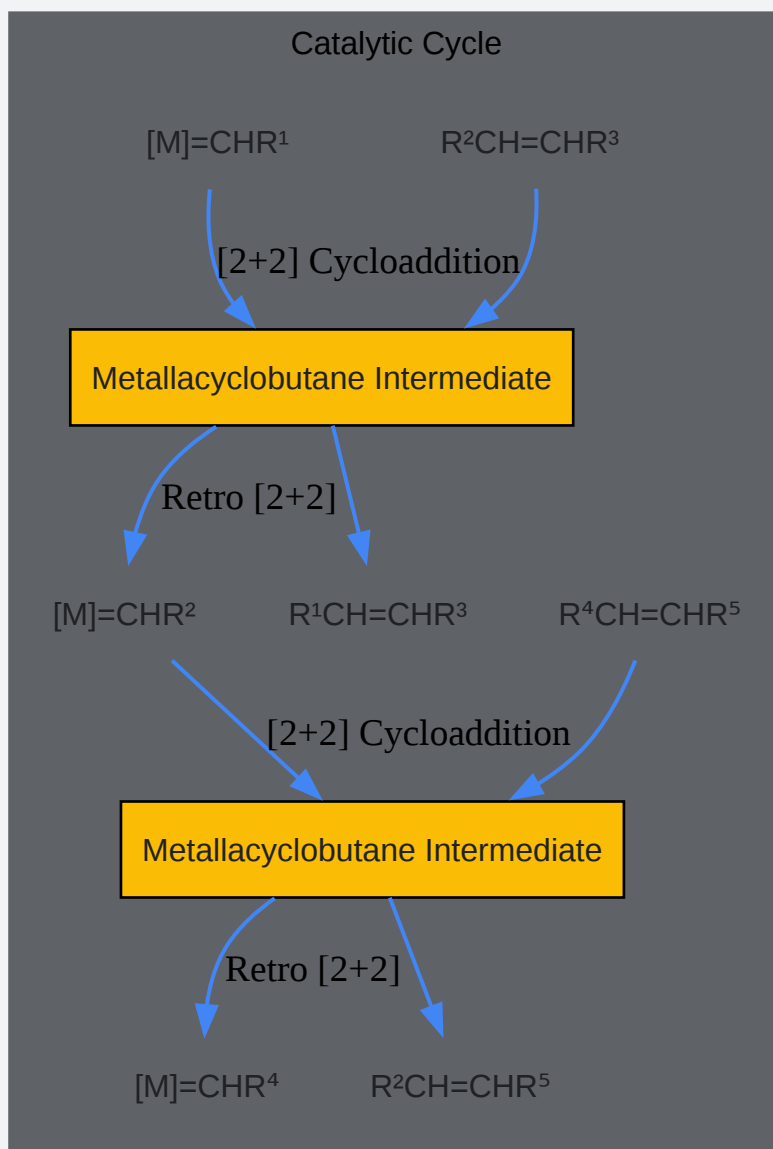 Catalytic Cycle
[M]=CHR¹
R²CH=CHR³
[2+2] Cycloaddition
Metallacyclobutane Intermediate
Retro [2+2]
[M]=CHR²
R¹CH=CHR³
R⁴CH=CHR⁵
[2+2] Cycloaddition
Metallacyclobutane Intermediate
Retro [2+2]
[M]=CHR⁴
R²CH=CHR⁵